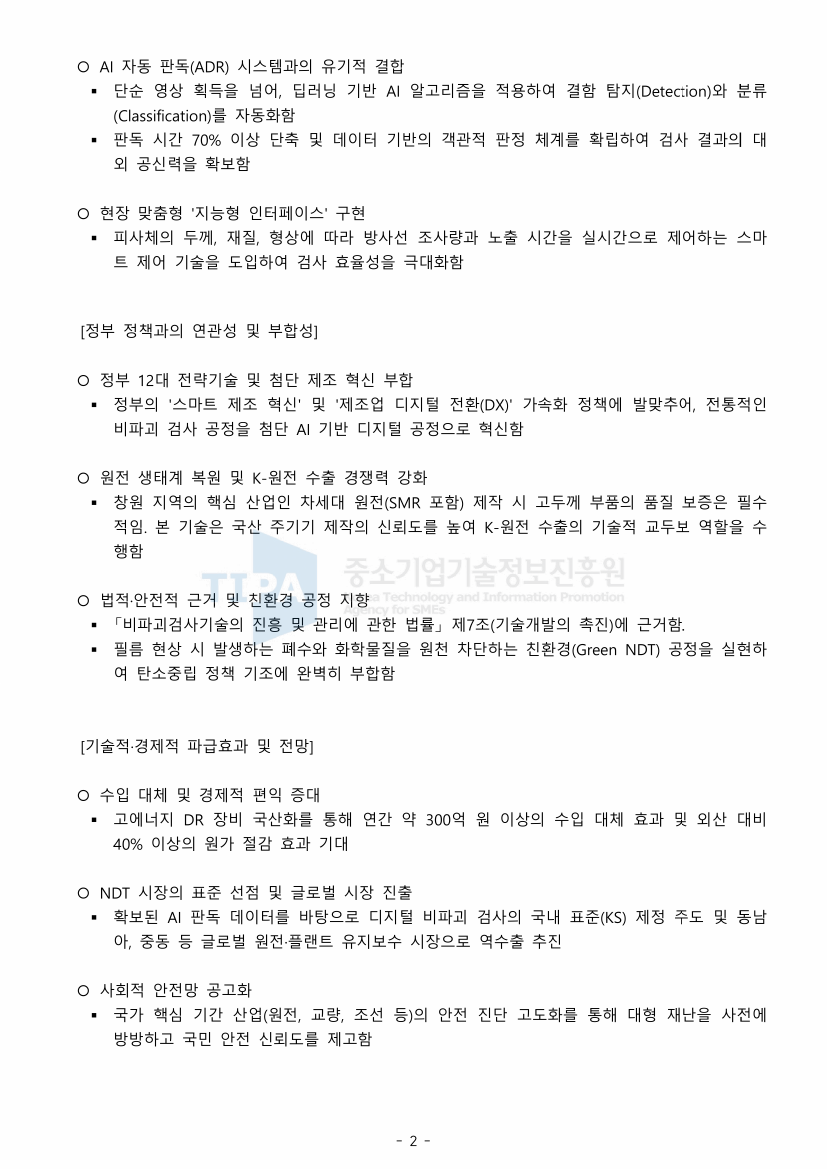 ○ AI 자동 판독(ADR) 시스템과의 유기적 결합
▪ 단순 영상 획득을 넘어, 딥러닝 기반 AI 알고리즘을 적용하여 결함 탐지(Detection)와 분류
(Classification)를 자동화함
▪ 판독 시간 70% 이상 단축 및 데이터 기반의 객관적 판정 체계를 확립하여 검사 결과의 대
외 공신력을 확보함
○ 현장 맞춤형 '지능형 인터페이스' 구현
▪ 피사체의 두께, 재질, 형상에 따라 방사선 조사량과 노출 시간을 실시간으로 제어하는 스마
트 제어 기술을 도입하여 검사 효율성을 극대화함
[정부 정책과의 연관성 및 부합성]
○ 정부 12대 전략기술 및 첨단 제조 혁신 부합
▪ 정부의 '스마트 제조 혁신' 및 '제조업 디지털 전환(DX)' 가속화 정책에 발맞추어, 전통적인
비파괴 검사 공정을 첨단 AI 기반 디지털 공정으로 혁신함
○ 원전 생태계 복원 및 K-원전 수출 경쟁력 강화
▪ 창원 지역의 핵심 산업인 차세대 원전(SMR 포함) 제작 시 고두께 부품의 품질 보증은 필수
적임. 본 기술은 국산 주기기 제작의 신뢰도를 높여 K-원전 수출의 기술적 교두보 역할을 수
행함
TIPA 중소기업기술정보진흥원
Korea Technology and Information Promotion
Agency for SMEs
○ 법적·안전적 근거 및 친환경 공정 지향
▪ 「비파괴검사기술의 진흥 및 관리에 관한 법률」 제7조(기술개발의 촉진)에 근거함.
▪ 필름 현상 시 발생하는 폐수와 화학물질을 원천 차단하는 친환경(Green NDT) 공정을 실현하
여 탄소중립 정책 기조에 완벽히 부합함
[기술적·경제적 파급효과 및 전망]
○ 수입 대체 및 경제적 편익 증대
▪ 고에너지 DR 장비 국산화를 통해 연간 약 300억 원 이상의 수입 대체 효과 및 외산 대비
40% 이상의 원가 절감 효과 기대
○ NDT 시장의 표준 선점 및 글로벌 시장 진출
▪ 확보된 AI 판독 데이터를 바탕으로 디지털 비파괴 검사의 국내 표준(KS) 제정 주도 및 동남
아, 중동 등 글로벌 원전·플랜트 유지보수 시장으로 역수출 추진
○ 사회적 안전망 공고화
▪ 국가 핵심 기간 산업(원전, 교량, 조선 등)의 안전 진단 고도화를 통해 대형 재난을 사전에
방방하고 국민 안전 신뢰도를 제고함
- 2 -